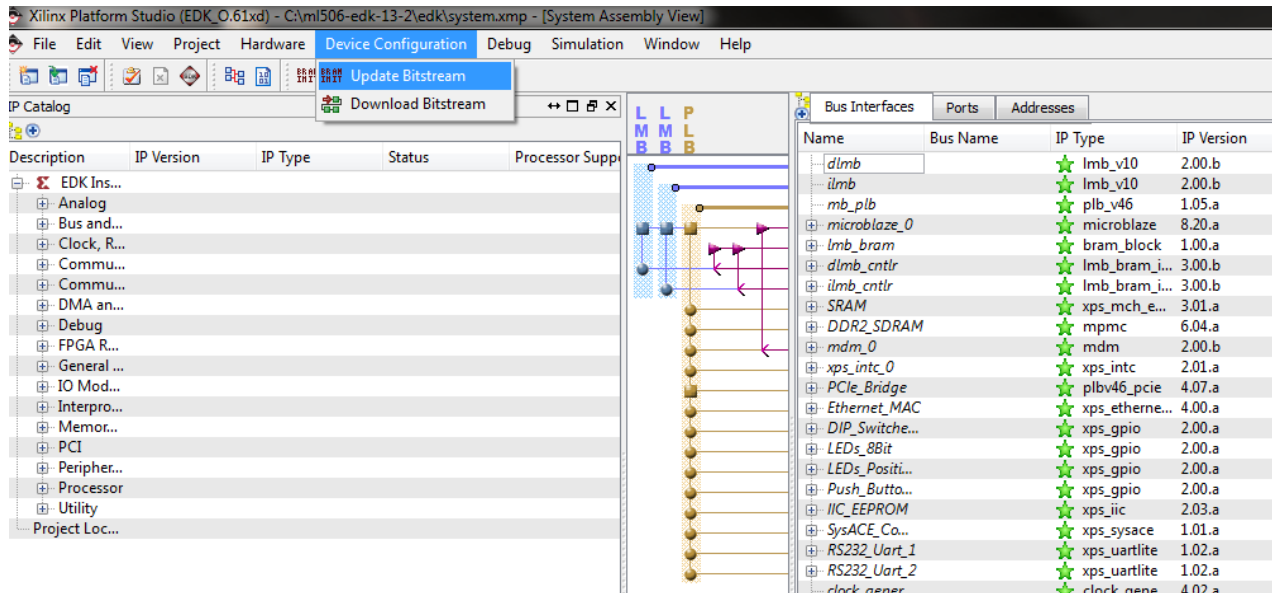 Xilinx Platform Studio (EDK_O.61xd) - C:\ml506-edk-13-2\edk\system.xmp - [System Assembly View]
File Edit View Project Hardware Device Configuration Debug Simulation Window Help
Update Bitstream
Download Bitstream
IP Catalog
Description IP Version IP Type Status Processor Suppo
EDK Ins...
Analog
Bus and...
Clock, R...
Commu...
Commu...
DMA an...
Debug
FPGA R...
General ...
IO Mod...
Interpro...
Memor...
PCI
Peripher...
Processor
Utility
Project Loc...
L L P
M M L
B B B
Bus Interfaces Ports Addresses
Name Bus Name IP Type IP Version
dlmb lmb_v10 2.00.b
ilmb lmb_v10 2.00.b
mb_plb plb_v46 1.05.a
microblaze_0 microblaze 8.20.a
lmb_bram bram_block 1.00.a
dlmb_cntlr lmb_bram_i... 3.00.b
ilmb_cntlr lmb_bram_i... 3.00.b
SRAM xps_mch_e... 3.01.a
DDR2_SDRAM mpmc 6.04.a
mdm_0 mdm 2.00.b
xps_intc_0 xps_intc 2.01.a
PCIe_Bridge plbv46_pcie 4.07.a
Ethernet_MAC xps_etherne... 4.00.a
DIP_Switche... xps_gpio 2.00.a
LEDs_8Bit xps_gpio 2.00.a
LEDs_Positi... xps_gpio 2.00.a
Push_Butto... xps_gpio 2.00.a
IIC_EEPROM xps_iic 2.03.a
SysACE_Co... xps_sysace 1.01.a
RS232_Uart_1 xps_uartlite 1.02.a
RS232_Uart_2 xps_uartlite 1.02.a
clock_gener... clock_gene... 4.02.a